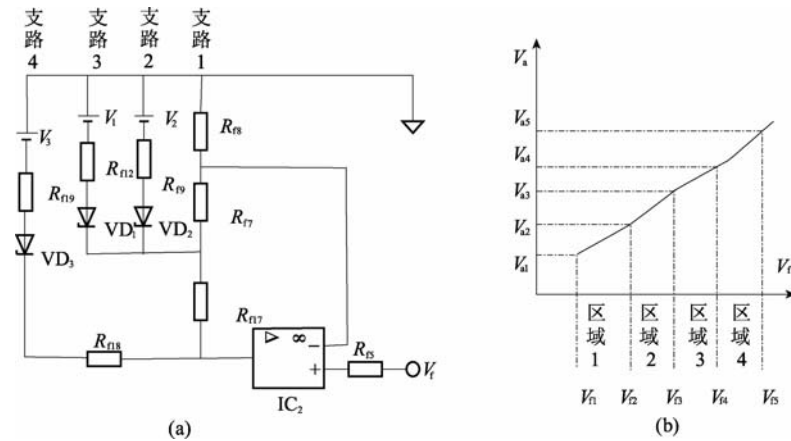 支路4
支路3
支路2
支路1
V3
V1
V2
Rf8
Rf19
Rf12
Rf9
Rf7
VD3
VD1
VD2
Rf17
Rf18
▷ ∞
−
+
IC2
Rf5
Vf
(a)
Va
Va5
Va4
Va3
Va2
Va1
Vf
区域1
区域2
区域3
区域4
Vf1
Vf2
Vf3
Vf4
Vf5
(b)